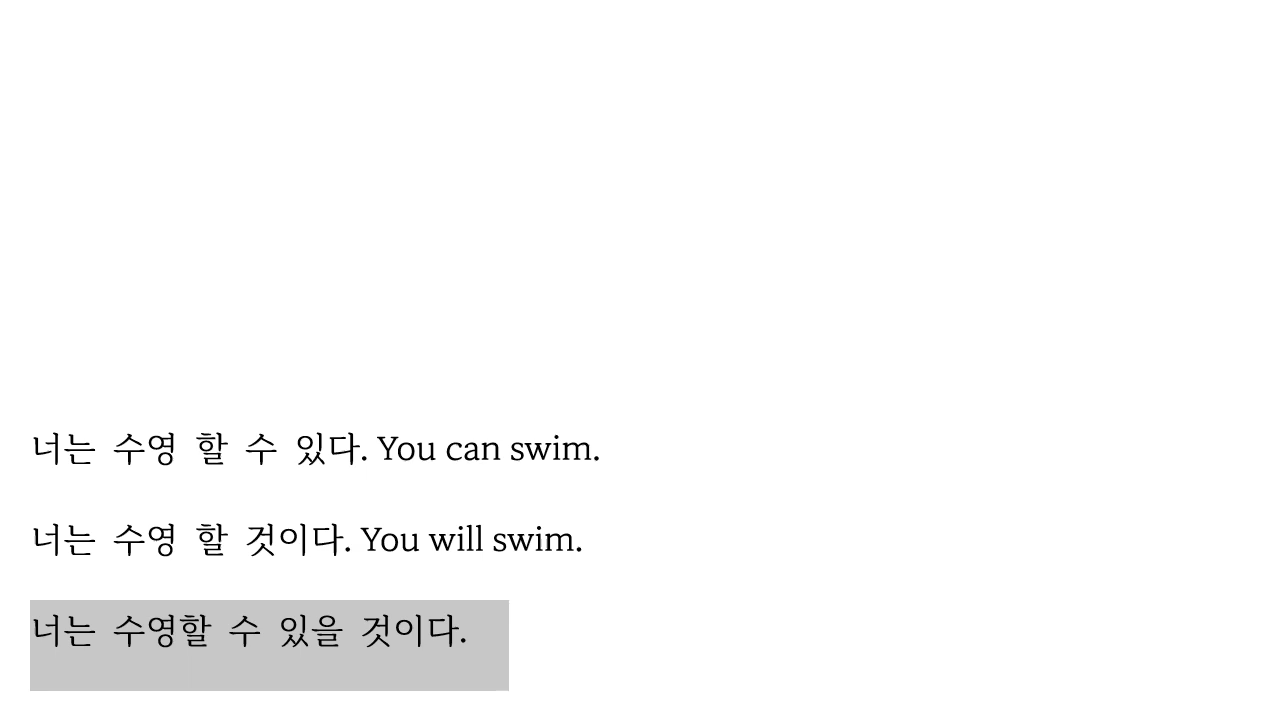 너는 수영 할 수 있다. You can swim.
너는 수영 할 것이다. You will swim.
너는 수영할 수 있을 것이다.